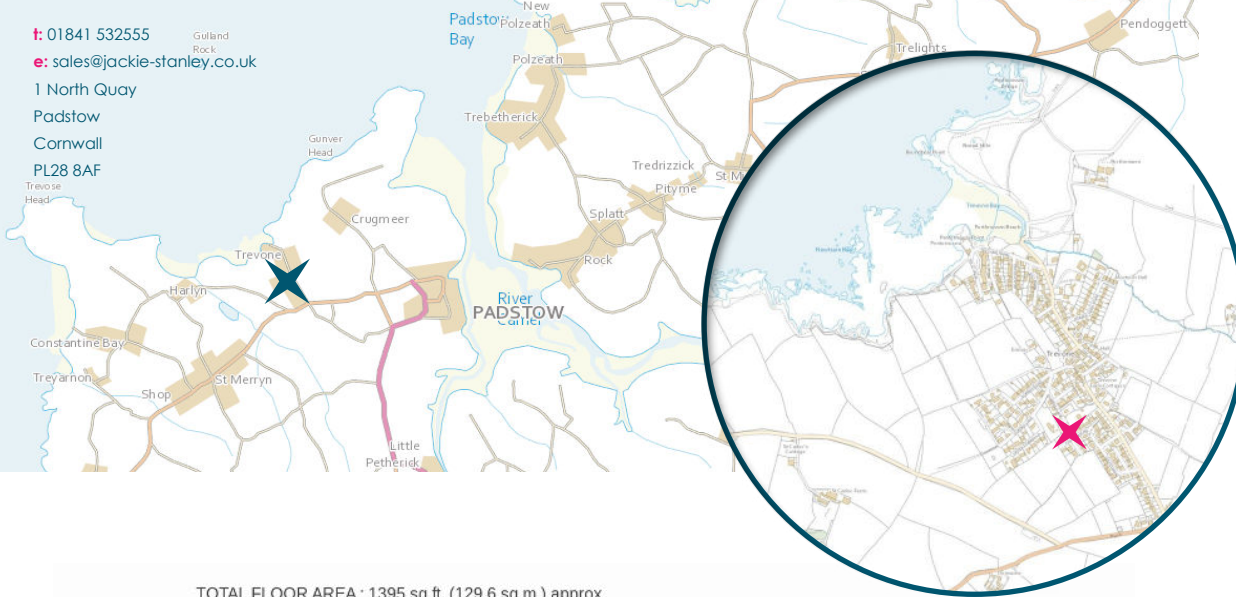 t: 01841 532555
e: sales@jackie-stanley.co.uk
1 North Quay
Padstow
Cornwall
PL28 8AF
Gulland
Rock
Padstow
Bay
New
Polzeath
Pendoggett
Trelights
Polzeath
Trebetherick
Gunver
Head
Tredrizzick
St M
Pityme
Trevose
Head
Crugmeer
Splatt
Trevone
Rock
Harlyn
River
Camel
PADSTOW
Constantine Bay
Treyarnon
St Merryn
Shop
Little
Petherick
Trevone
TOTAL FLOOR AREA : 1395 sq.ft. (129.6 sq.m.) approx.